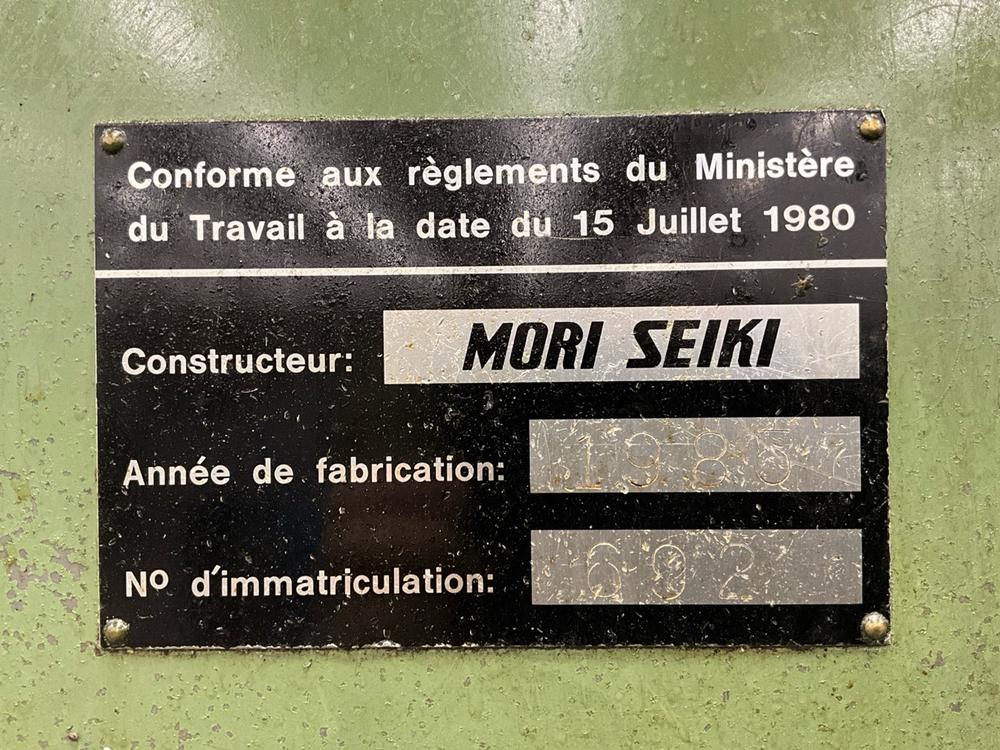 Conforme aux règlements du Ministère
du Travail à la date du 15 Juillet 1980
Constructeur: MORI SEIKI
Année de fabrication: 1985
Nº d'immatriculation: 602